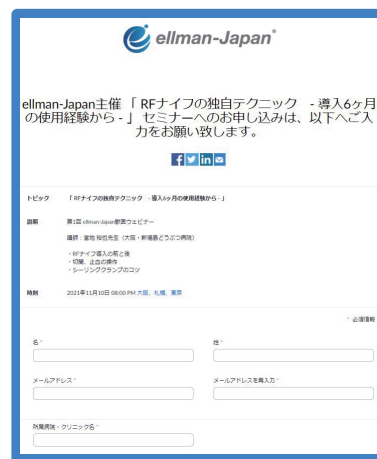 ellman-Japan®
ellman-Japan主催 「 RFナイフの独自テクニック - 導入6ヶ月
の使用経験から - 」 セミナーへのお申し込みは、以下へご入
力をお願い致します。
トピック 「 RFナイフの独自テクニック - 導入6ヶ月の使用経験から - 」
説明 第1回 ellman-Japan獣医ウェビナー
講師:宮地 裕也先生(大阪・新福島どうぶつ病院)
・RFナイフ導入の前と後
・切開、止血の操作
・シーリングクランプのコツ
時刻 2021年11月10日 08:00 PM 大阪、札幌、東京
* 必須情報
名 * 姓 *
メールアドレス * メールアドレスを再入力 *
所属病院・クリニック名 *